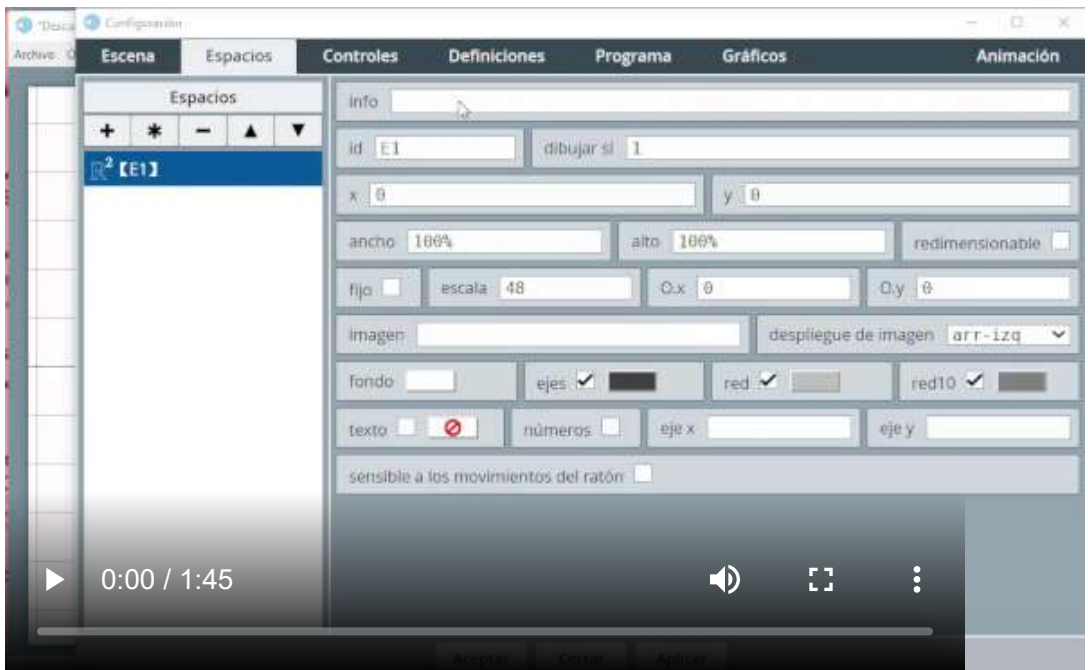 "Desca
Configuración
Archivo O
Escena Espacios Controles Definiciones Programa Gráficos Animación
Espacios
+ * − ▲ ▼
ℝ² 【E1】
info
id E1 dibujar si 1
x 0 y 0
ancho 100% alto 100% redimensionable
fijo escala 48 O.x 0 O.y 0
imagen despliegue de imagen arr-izq
fondo ejes red red10
texto números eje x eje y
sensible a los movimientos del ratón
0:00 / 1:45
Aceptar Cerrar Aplicar